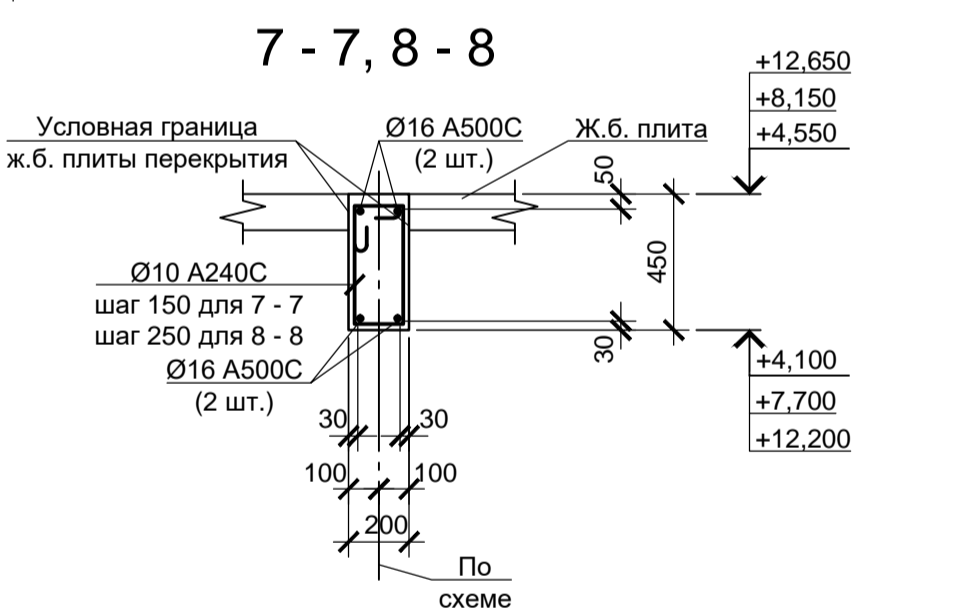 7 - 7, 8 - 8
Условная граница
ж.б. плиты перекрытия
Ø16 А500С
(2 шт.)
Ж.б. плита
+12,650
+8,150
+4,550
50
450
30
Ø10 А240С
шаг 150 для 7 - 7
шаг 250 для 8 - 8
Ø16 А500С
(2 шт.)
+4,100
+7,700
+12,200
30 30
100 100
200
По
схеме